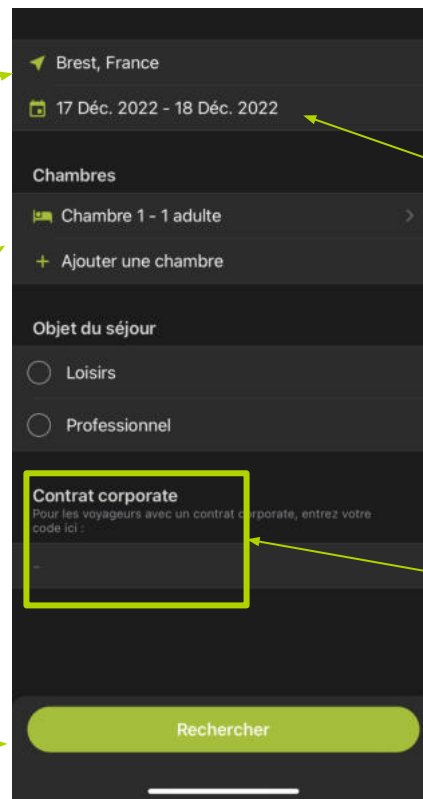 Brest, France
17 Déc. 2022 - 18 Déc. 2022
Chambres
Chambre 1 - 1 adulte
+ Ajouter une chambre
Objet du séjour
Loisirs
Professionnel
Contrat corporate
Pour les voyageurs avec un contrat corporate, entrez votre
code ici :
-
Rechercher